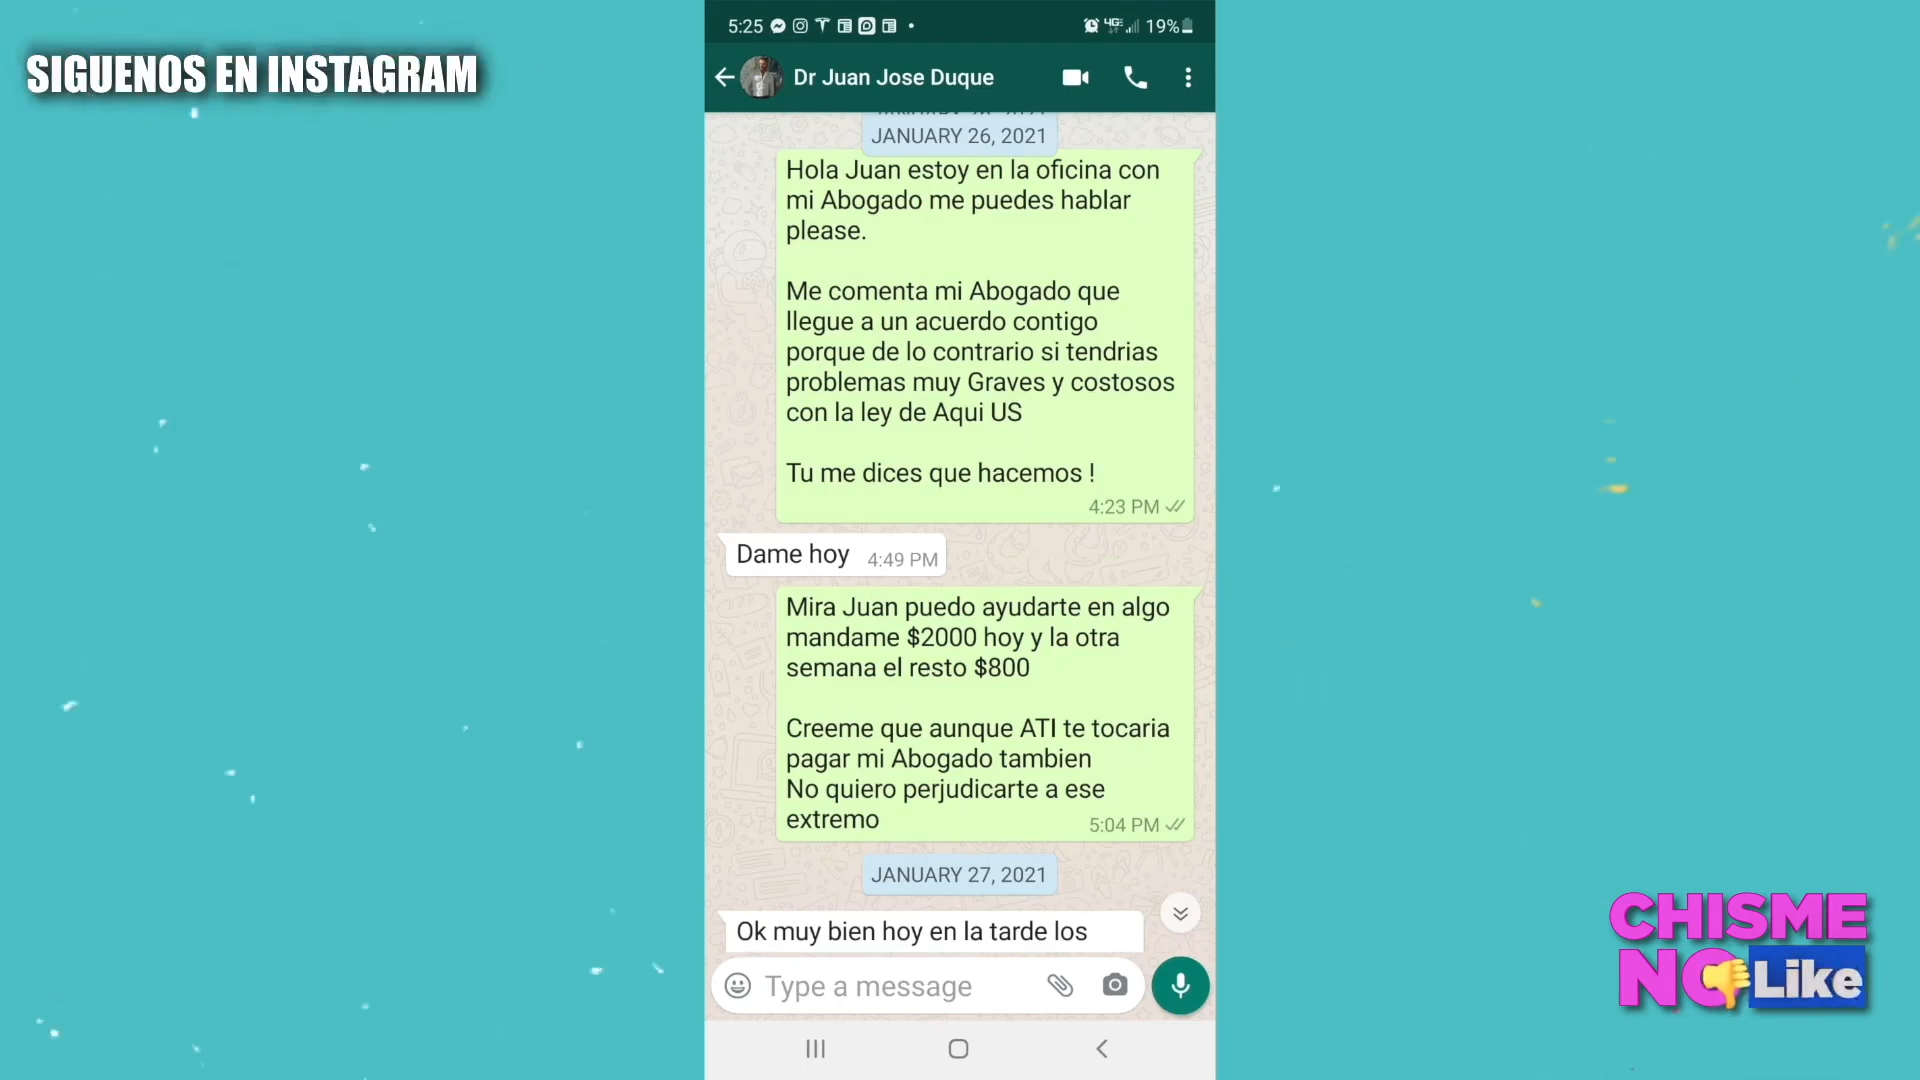 SIGUENOS EN INSTAGRAM
5:25
19%
Dr Juan Jose Duque
JANUARY 26, 2021
Hola Juan estoy en la oficina con
mi Abogado me puedes hablar
please.
Me comenta mi Abogado que
llegue a un acuerdo contigo
porque de lo contrario si tendrias
problemas muy Graves y costosos
con la ley de Aqui US
Tu me dices que hacemos !
4:23 PM
Dame hoy 4:49 PM
Mira Juan puedo ayudarte en algo
mandame $2000 hoy y la otra
semana el resto $800
Creeme que aunque ATI te tocaria
pagar mi Abogado tambien
No quiero perjudicarte a ese
extremo
5:04 PM
JANUARY 27, 2021
Ok muy bien hoy en la tarde los
Type a message
CHISME
NO Like